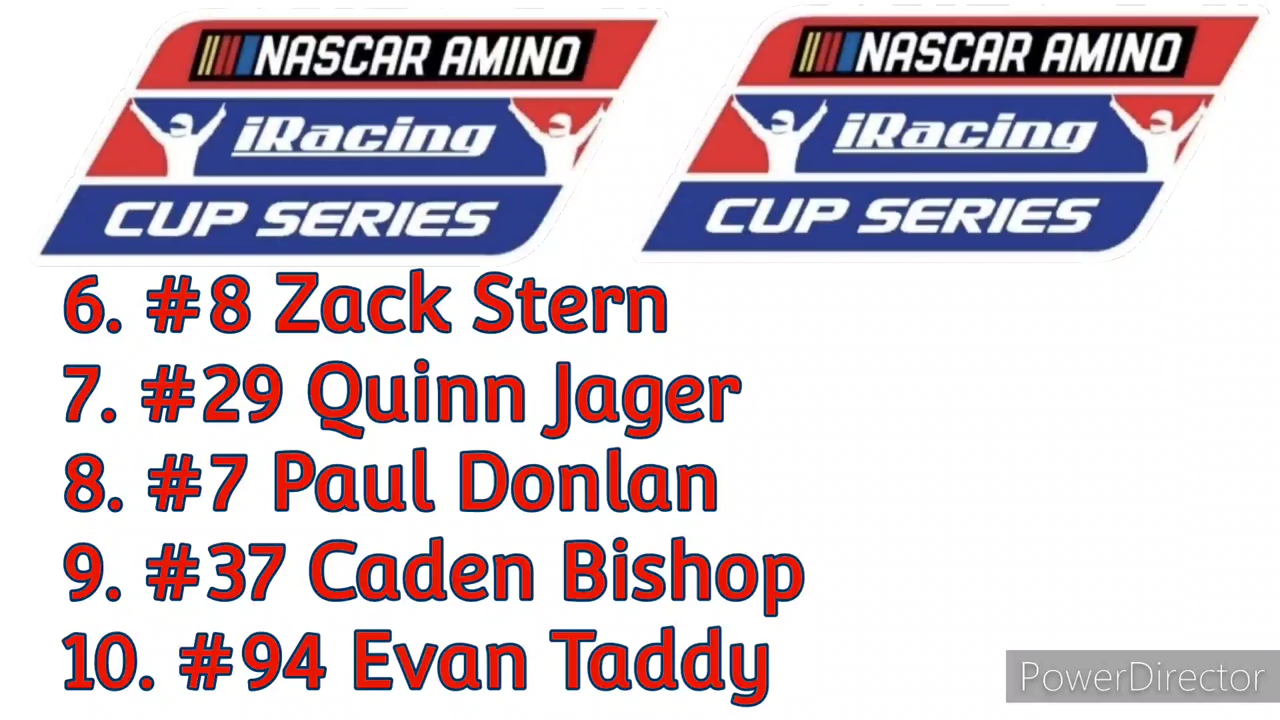 NASCAR AMINO
iRacing
CUP SERIES
NASCAR AMINO
iRacing
CUP SERIES
6. #8 Zack Stern
7. #29 Quinn Jager
8. #7 Paul Donlan
9. #37 Caden Bishop
10. #94 Evan Taddy
PowerDirector